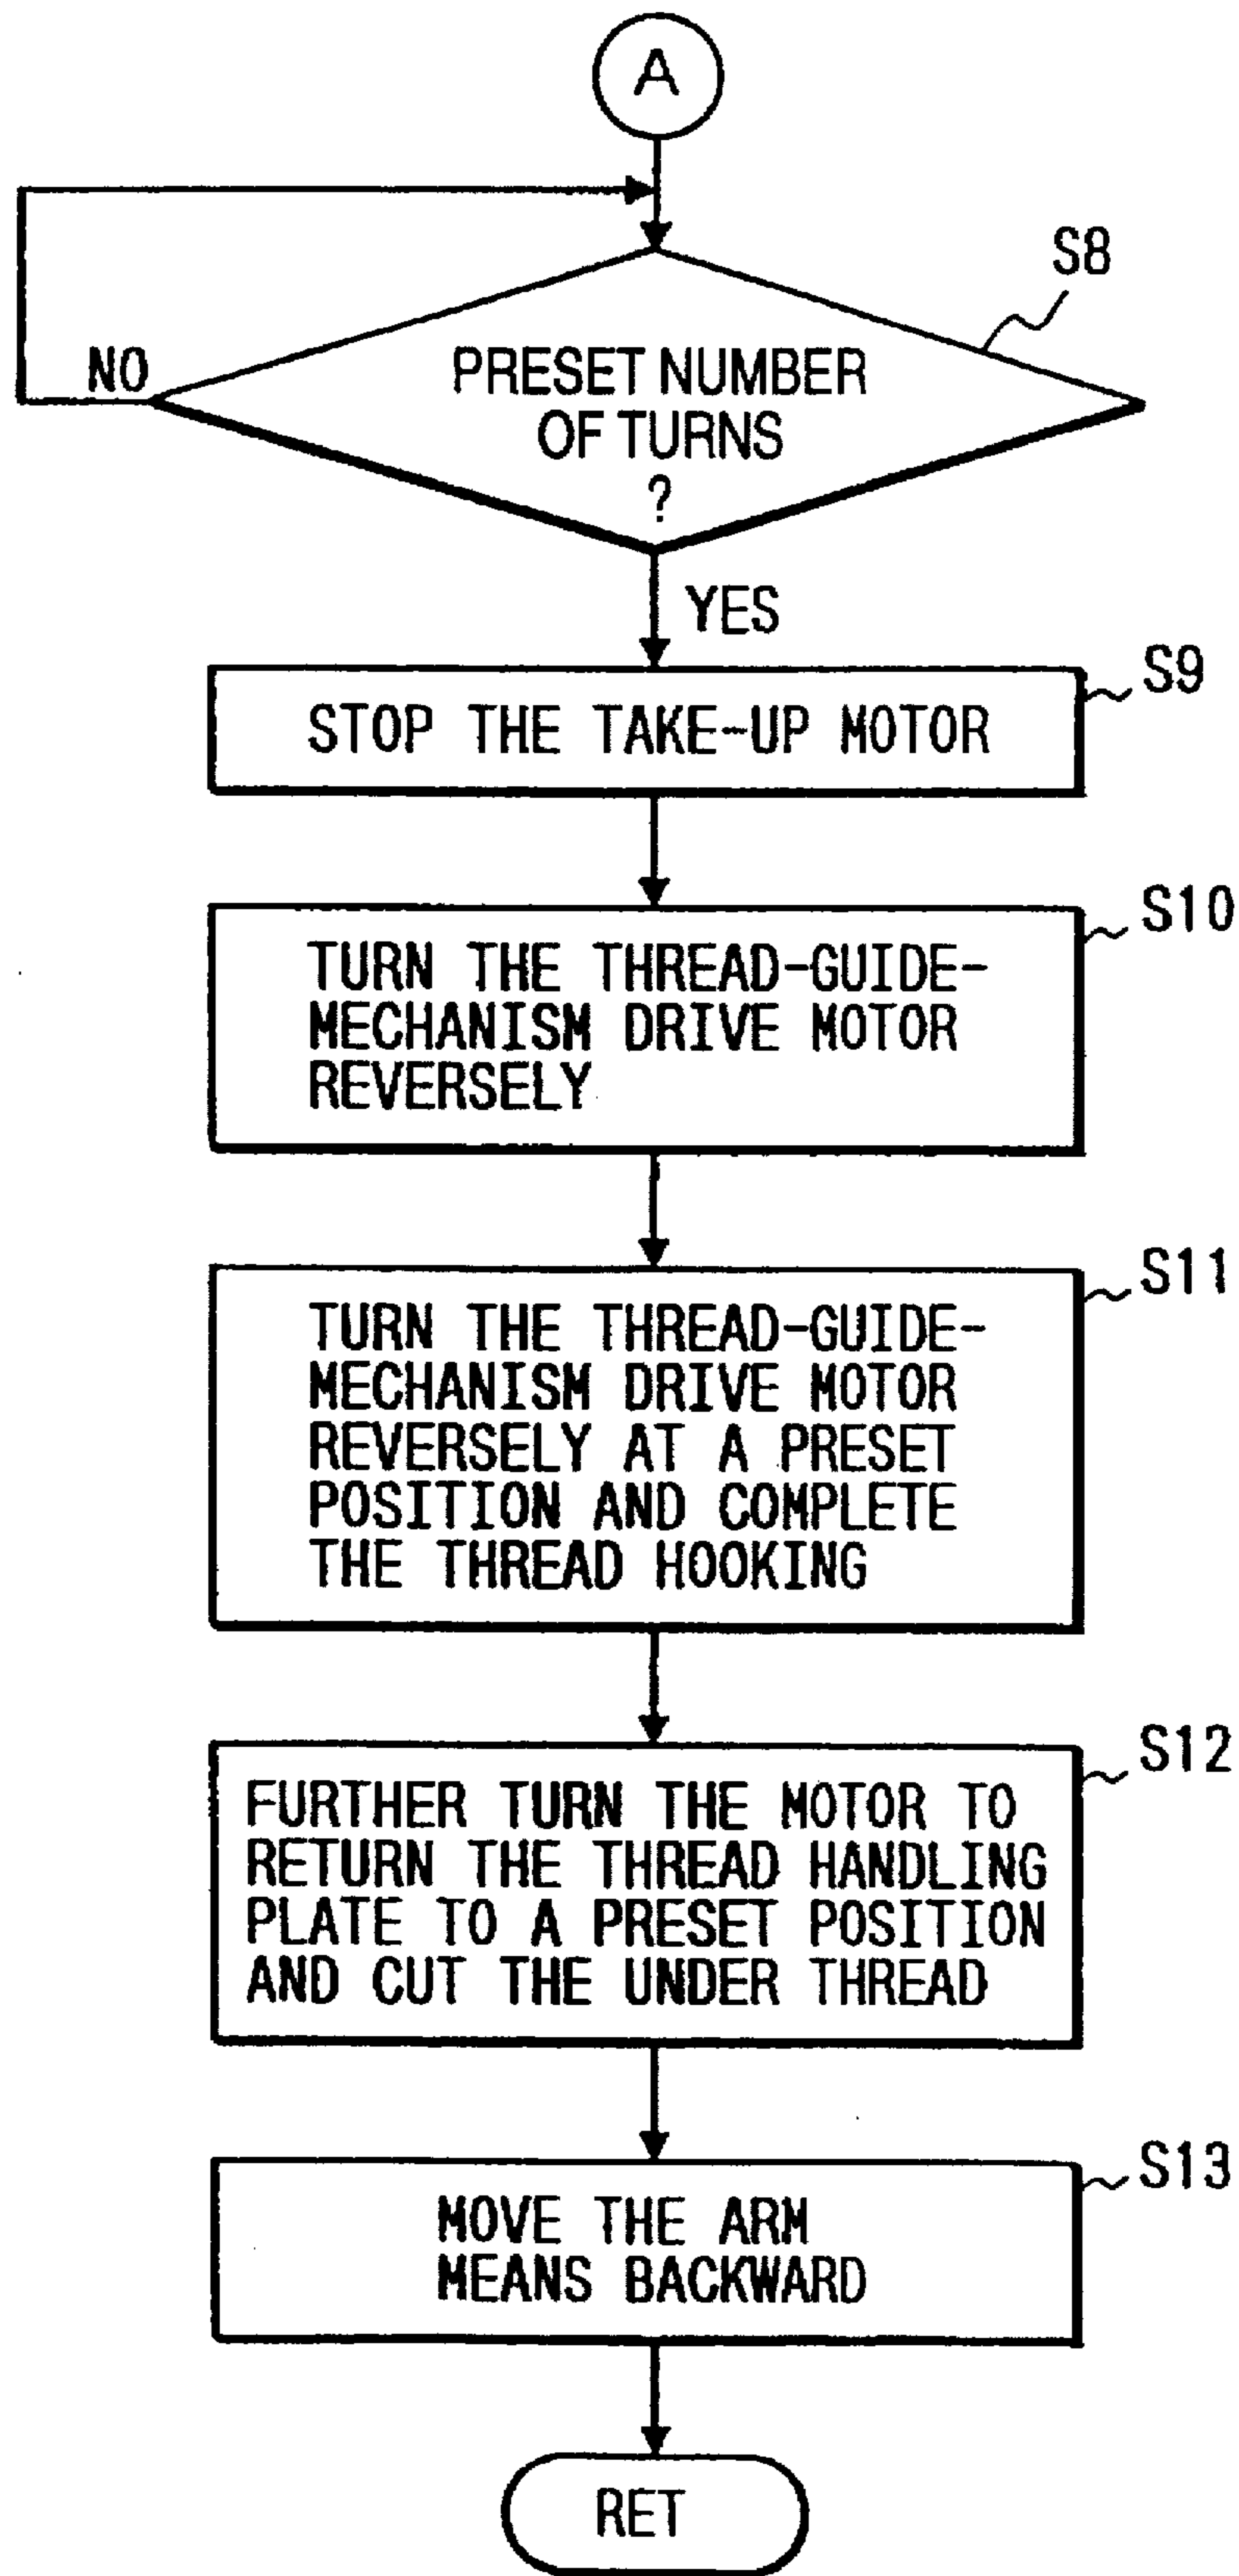 A
S8
NO
PRESET NUMBER
OF TURNS
?
YES
S9
STOP THE TAKE-UP MOTOR
S10
TURN THE THREAD-GUIDE-
MECHANISM DRIVE MOTOR
REVERSELY
S11
TURN THE THREAD-GUIDE-
MECHANISM DRIVE MOTOR
REVERSELY AT A PRESET
POSITION AND COMPLETE
THE THREAD HOOKING
S12
FURTHER TURN THE MOTOR TO
RETURN THE THREAD HANDLING
PLATE TO A PRESET POSITION
AND CUT THE UNDER THREAD
S13
MOVE THE ARM
MEANS BACKWARD
RET